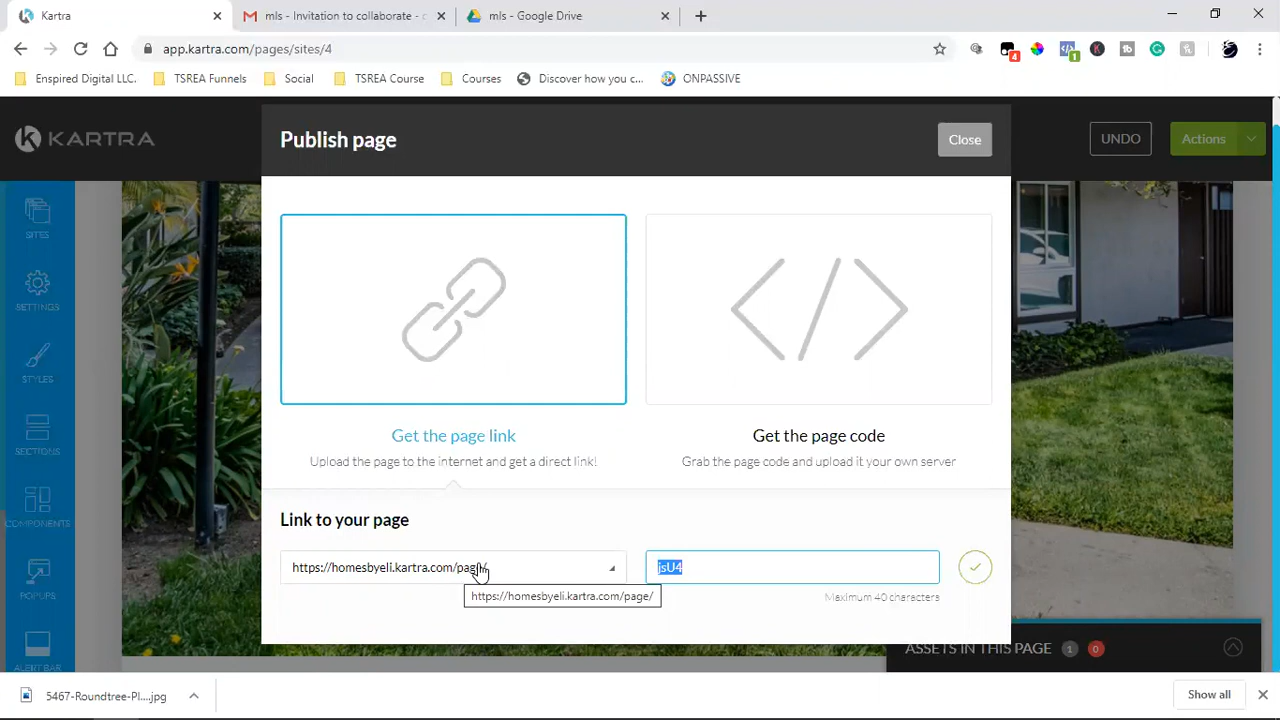 Kartra
mls - Invitation to collaborate - c
mls - Google Drive
app.kartra.com/pages/sites/4
4
1
Enspired Digital LLC.
TSREA Funnels
Social
TSREA Course
Courses
Discover how you c...
ONPASSIVE
KARTRA
Publish page
Close
UNDO
Actions
SITES
SETTINGS
STYLES
SECTIONS
COMPONENTS
POPUPS
ALERT BAR
Get the page link
Upload the page to the internet and get a direct link!
Get the page code
Grab the page code and upload it your own server
Link to your page
https://homesbyeli.kartra.com/page/
jsU4
https://homesbyeli.kartra.com/page/
Maximum 40 characters
ASSETS IN THIS PAGE
1
0
5467-Roundtree-Pl....jpg
Show all